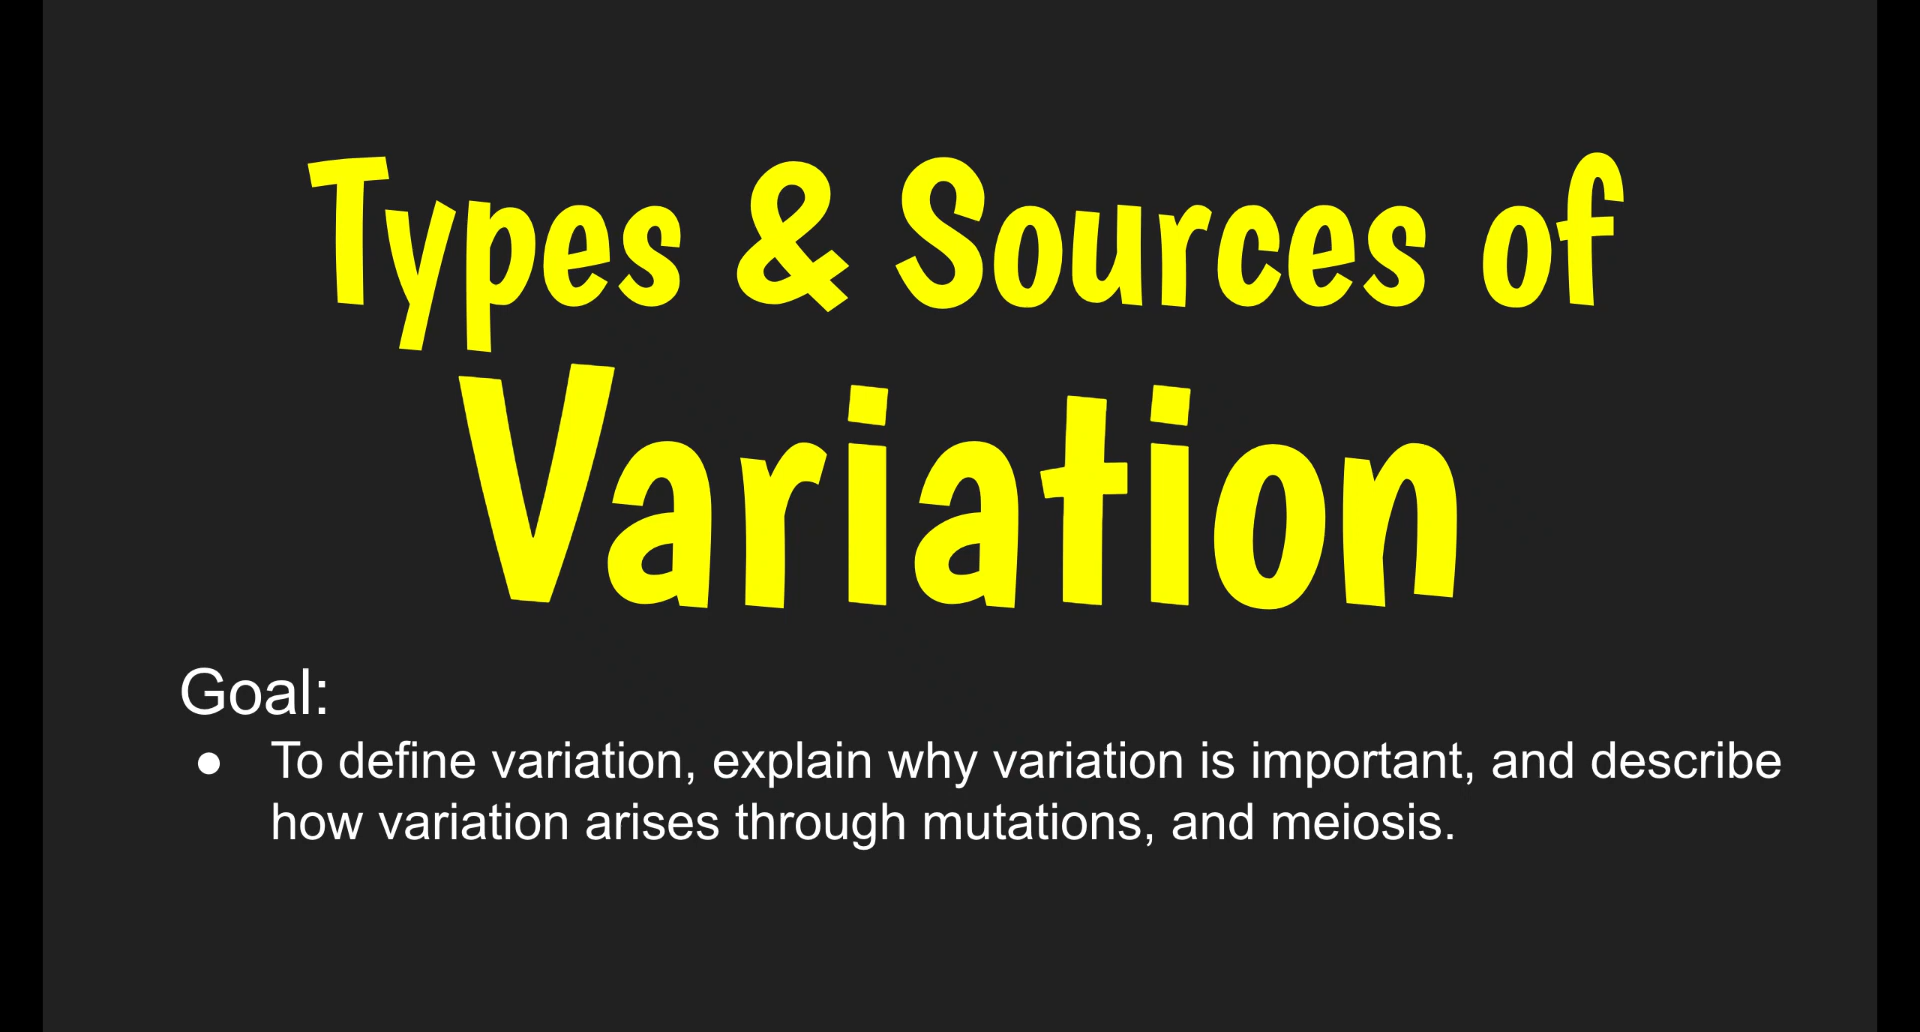 Types & Sources of
Variation
Goal:
● To define variation, explain why variation is important, and describe
how variation arises through mutations, and meiosis.